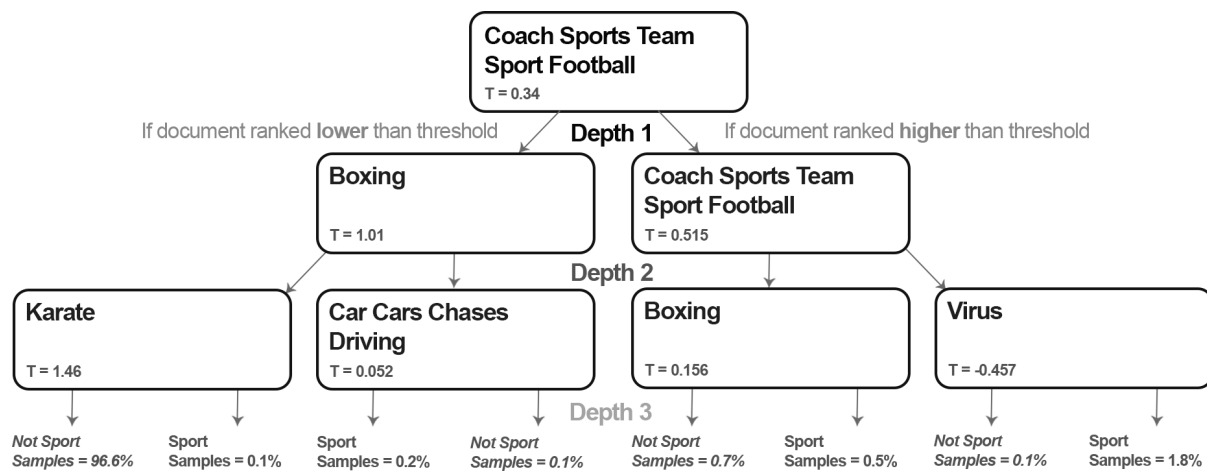 Coach Sports Team
Sport Football
T = 0.34
If document ranked lower than threshold
Depth 1
If document ranked higher than threshold
Boxing
T = 1.01
Coach Sports Team
Sport Football
T = 0.515
Depth 2
Karate
T = 1.46
Car Cars Chases
Driving
T = 0.052
Boxing
T = 0.156
Virus
T = -0.457
Depth 3
Not Sport
Samples = 96.6%
Sport
Samples = 0.1%
Sport
Samples = 0.2%
Not Sport
Samples = 0.1%
Not Sport
Samples = 0.7%
Sport
Samples = 0.5%
Not Sport
Samples = 0.1%
Sport
Samples = 1.8%